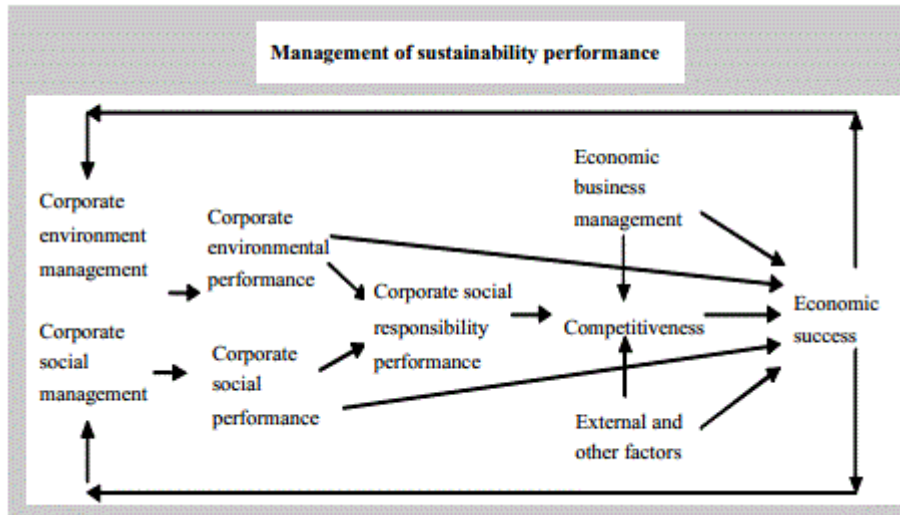 Management of sustainability performance
Corporate
environment
management
Corporate
social
management
Corporate
environmental
performance
Corporate
social
performance
Corporate social
responsibility
performance
Economic
business
management
Competitiveness
External and
other factors
Economic
success